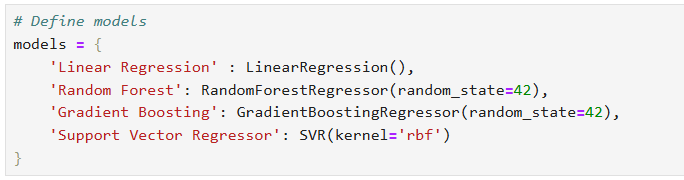 # Define models
models = {
    'Linear Regression' : LinearRegression(),
    'Random Forest': RandomForestRegressor(random_state=42),
    'Gradient Boosting': GradientBoostingRegressor(random_state=42),
    'Support Vector Regressor': SVR(kernel='rbf')
}